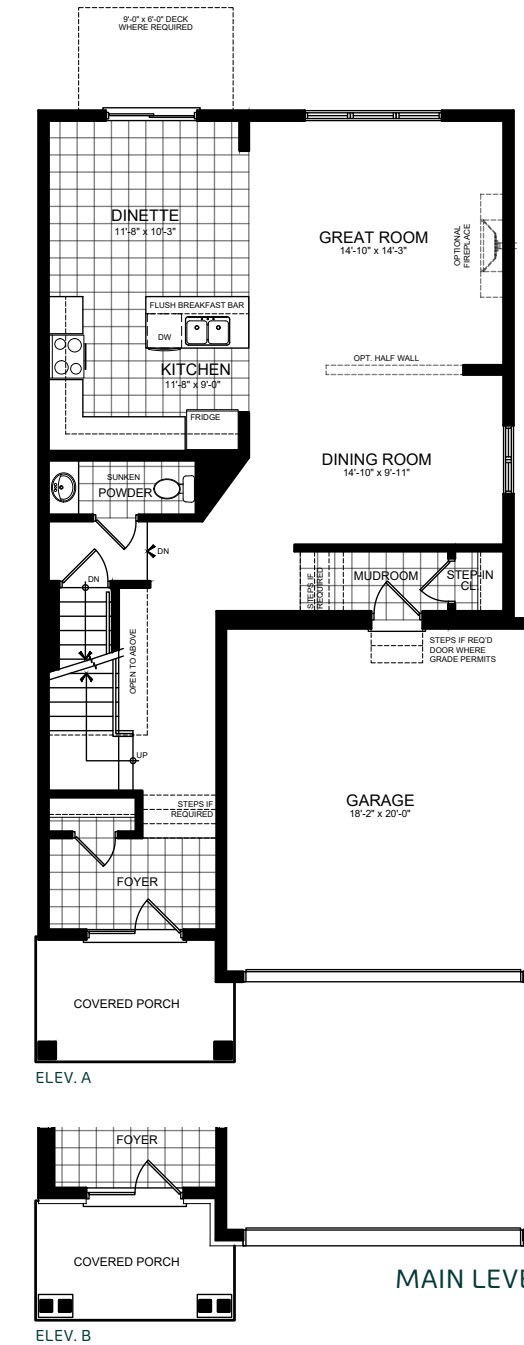 9'-0" x 6'-0" DECK
WHERE REQUIRED
DINETTE
11'-8" x 10'-3"
GREAT ROOM
14'-10" x 14'-3"
OPTIONAL
FIREPLACE
FLUSH BREAKFAST BAR
DW
KITCHEN
11'-8" x 9'-0"
OPT. HALF WALL
FRIDGE
DINING ROOM
14'-10" x 9'-11"
SUNKEN
POWDER
DN
DN
STEPS IF
REQUIRED
MUDROOM
STEP-IN
CL.
OPEN TO ABOVE
STEPS IF REQ'D
DOOR WHERE
GRADE PERMITS
UP
STEPS IF
REQUIRED
GARAGE
18'-2" x 20'-0"
FOYER
COVERED PORCH
ELEV. A
FOYER
COVERED PORCH
MAIN LEVE
ELEV. B